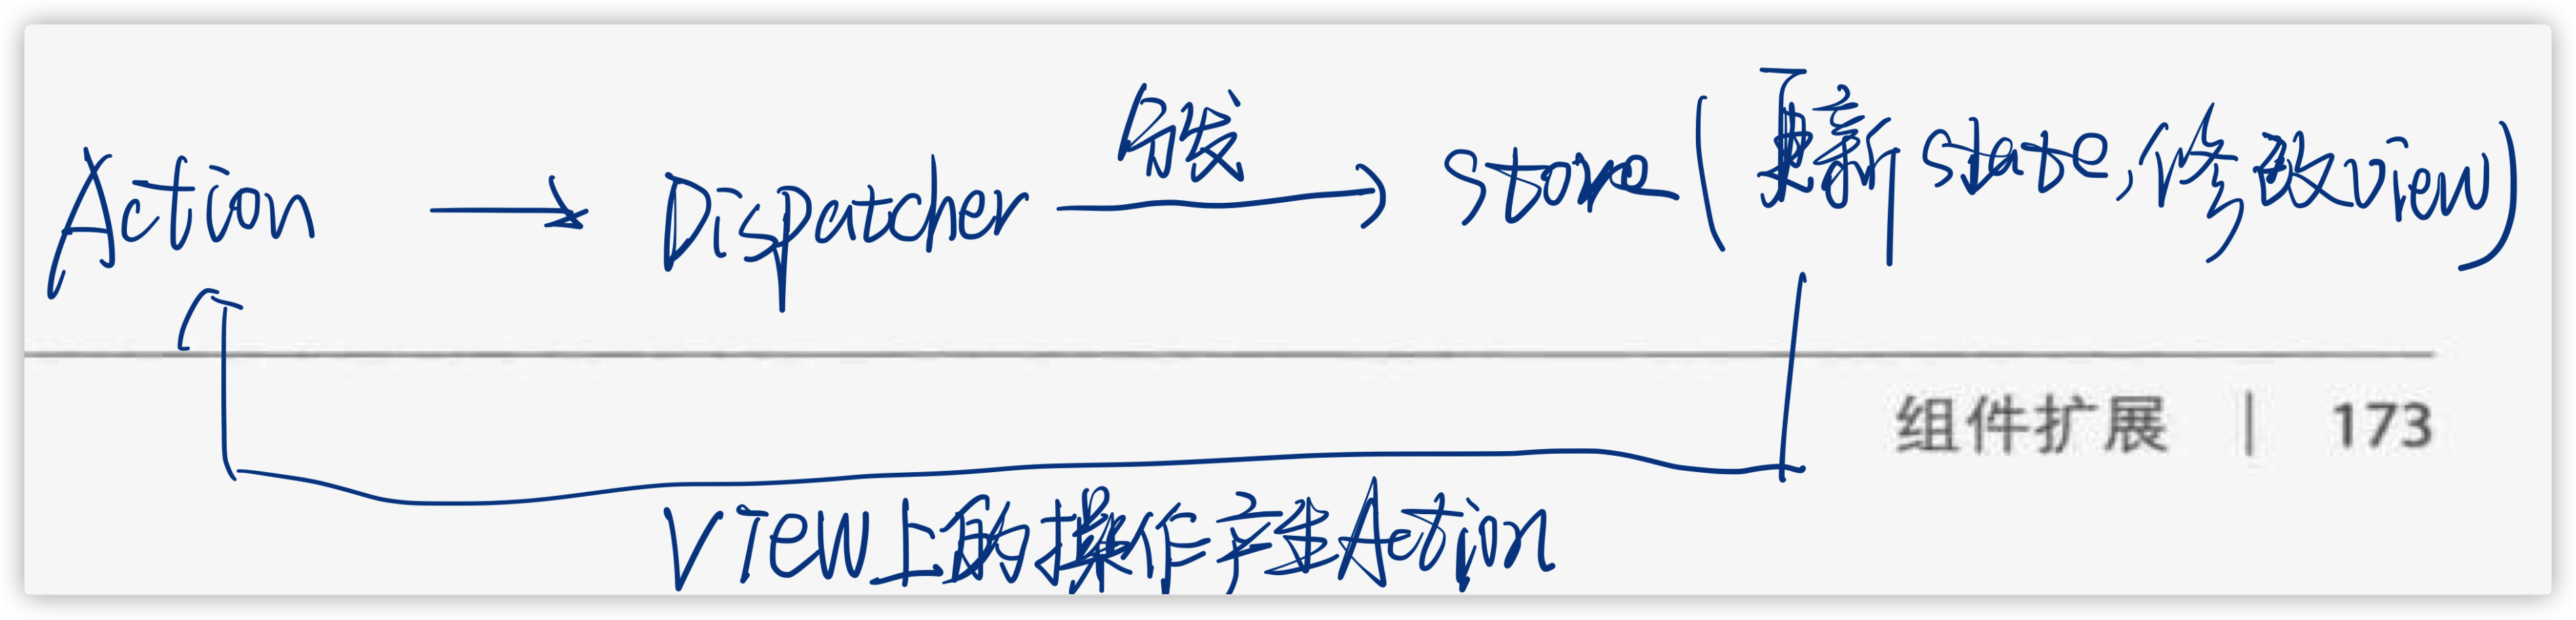 分发
Action → Dispatcher → store (更新state,修改view)
组件扩展 | 173
View上的操作产生Action